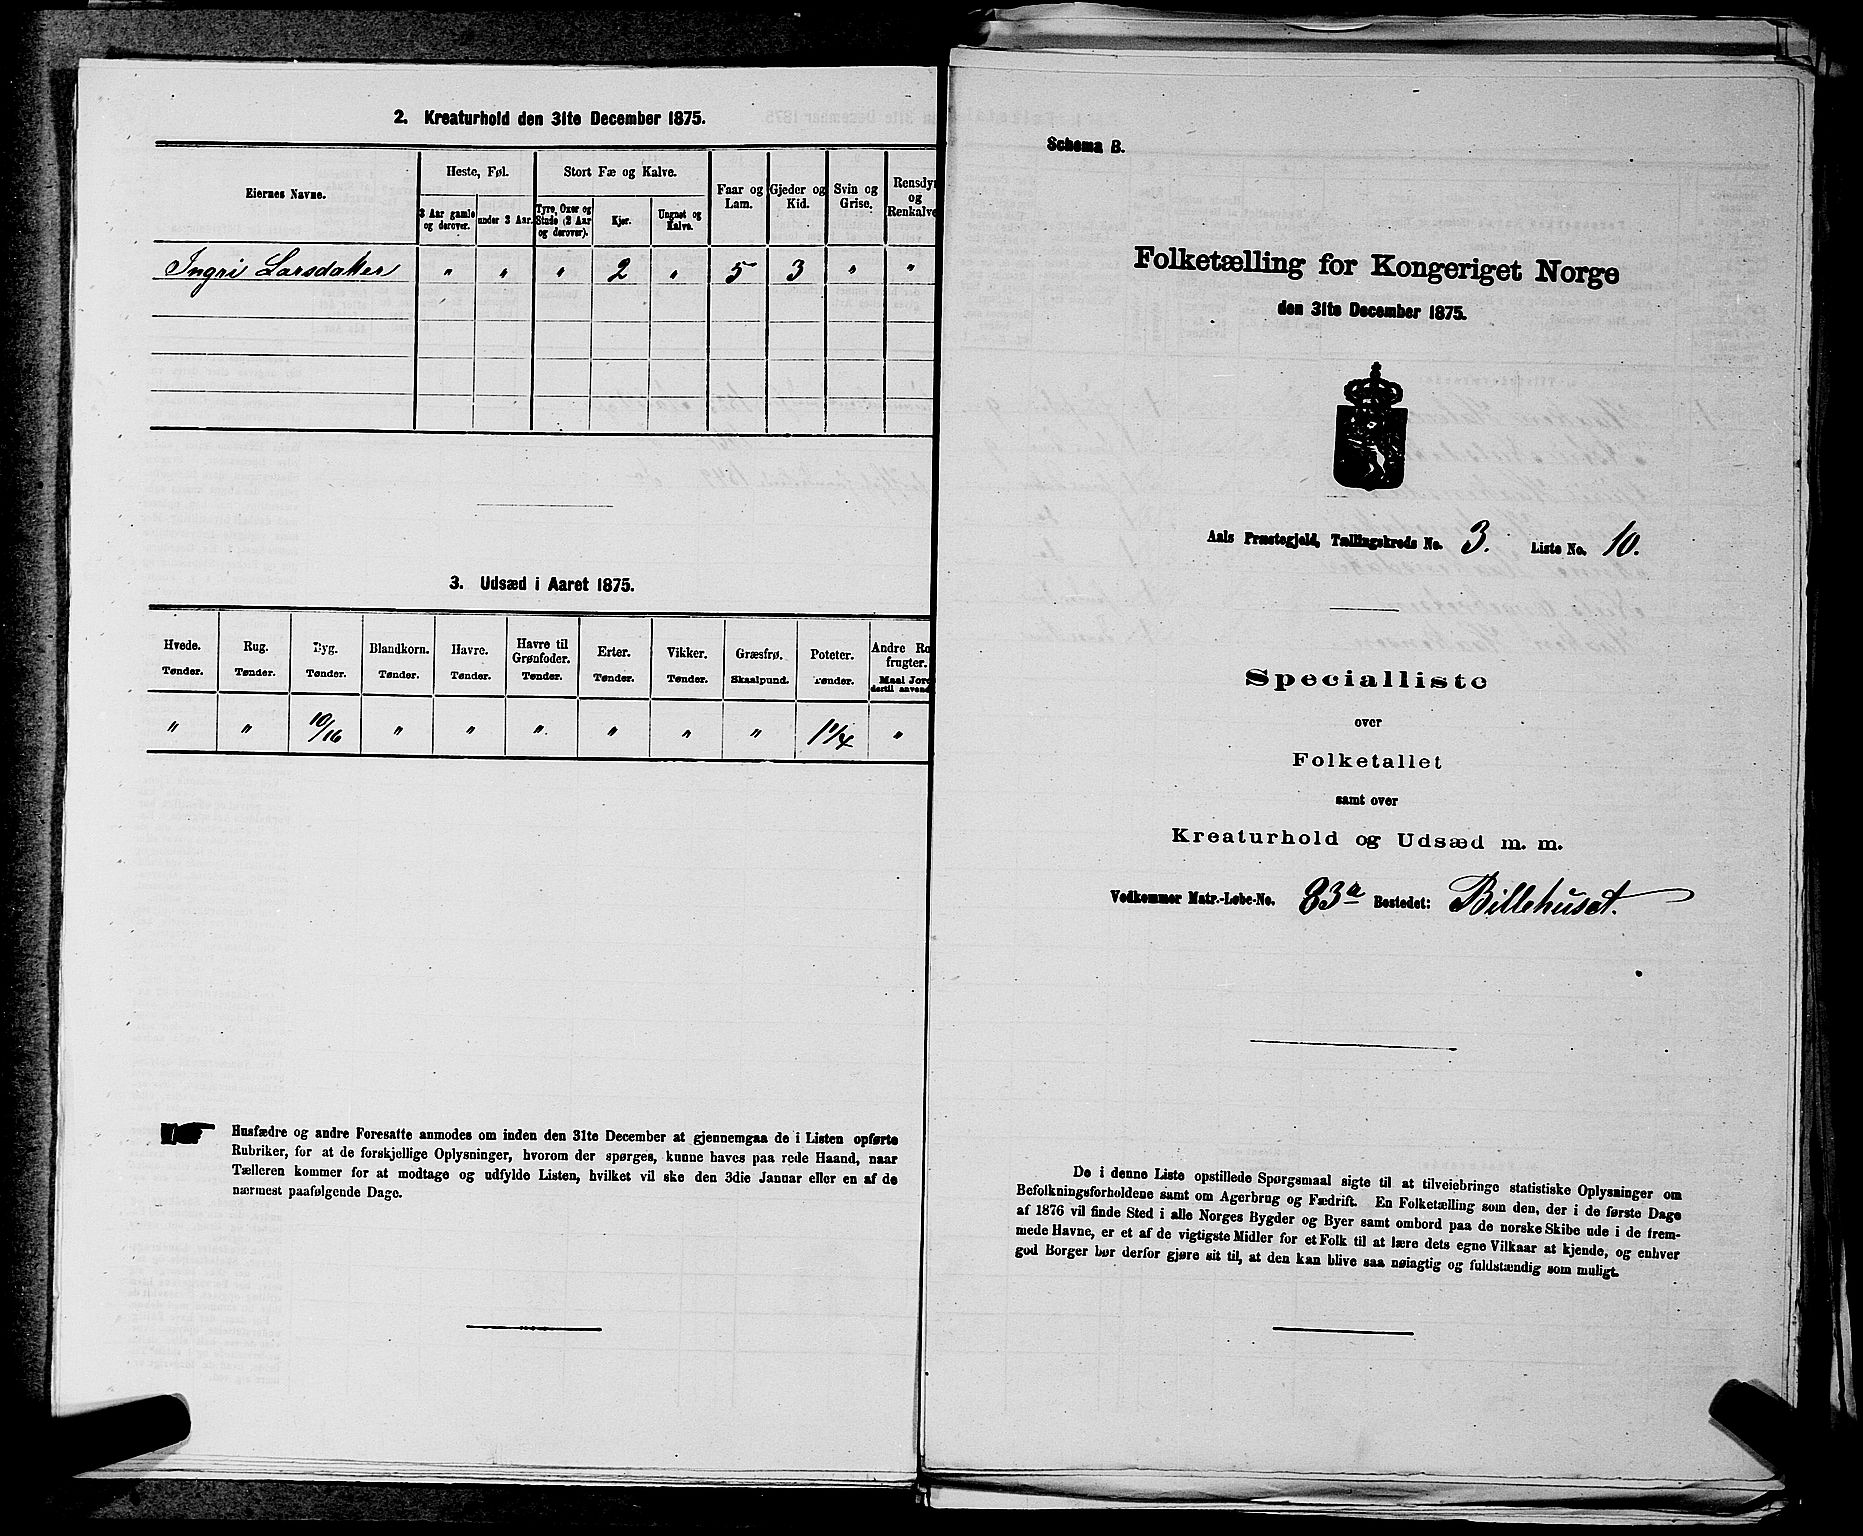 2. Kreaturhold den 31te December 1875.
Eiernes Navne.
Heste, Føl.
Stort Fæ og Kalve.
Faar og Lam.
Gjeder og Kid.
Svin og Grise.
Rensdyr og Renkalve
3 Aar gamle og derover.
under 3 Aar.
Tyre, Oxer og Stude (2 Aar og derover).
Kjør.
Ungnøt og Kalve.
Ingri Larsdatter " " " 2 " 5 3 " "
3. Udsæd i Aaret 1875.
Hvede. Rug. Byg. Blandkorn. Havre. Havre til Grønfoder. Erter. Vikker. Græsfrø. Poteter. Andre Ro frugter.
Tønder. Tønder. Tønder. Tønder. Tønder. Tønder. Tønder. Tønder. Skaalpund. Tønder. Maal Jord dertil anvend
" " 10/16 " " " " " " 1 1/4 "
Husfædre og andre Foresatte anmodes om inden den 31te December at gjennemgaa de i Listen opførte
Rubriker, for at de forskjellige Oplysninger, hvorom der spørges, kunne haves paa rede Haand, naar
Tælleren kommer for at modtage og udfylde Listen, hvilket vil ske den 3die Januar eller en af de
nærmest paafølgende Dage.
Schema B.
Folketælling for Kongeriget Norge
den 31te December 1875.
Aals Præstegjeld, Tællingskreds No. 3. Liste No. 10.
Specialliste
over
Folketallet
samt over
Kreaturhold og Udsæd m. m.
Vedkommer Matr.-Løbe-No. 83a Bostedet: Billehuset.
De i denne Liste opstillede Spørgsmaal sigte til at tilveiebringe statistiske Oplysninger om
Befolkningsforholdene samt om Agerbrug og Fædrift. En Folketælling som den, der i de første Dage
af 1876 vil finde Sted i alle Norges Bygder og Byer samt ombord paa de norske Skibe ude i de frem-
mede Havne, er et af de vigtigste Midler for et Folk til at lære dets egne Vilkaar at kjende, og enhver
god Borger bør derfor gjøre sit til, at den kan blive saa nøiagtig og fuldstændig som muligt.